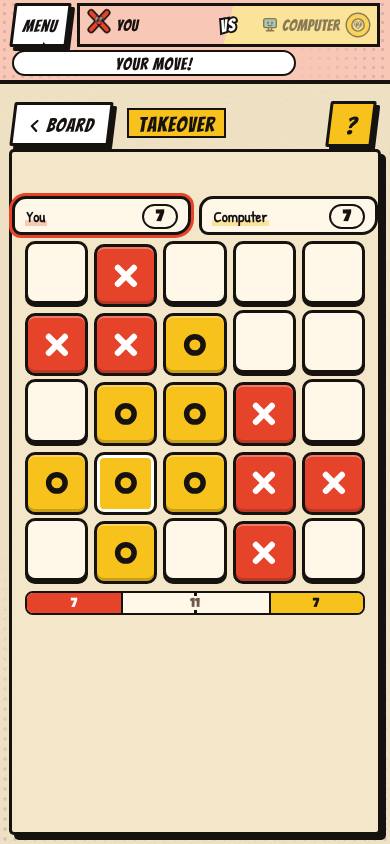 MENU
YOU
VS
COMPUTER
YOUR MOVE!
< BOARD
TAKEOVER
?
You 7
Computer 7
7 11 7